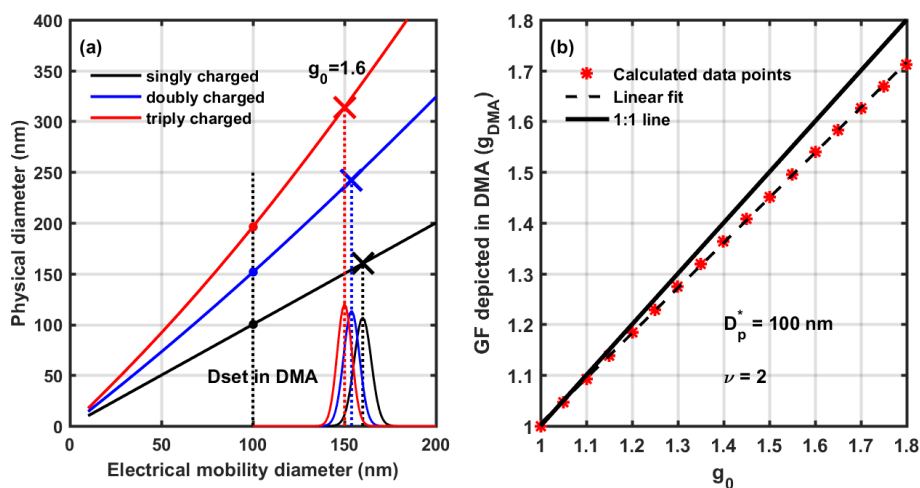 (a)
g0=1.6
singly charged
doubly charged
triply charged
Dset in DMA
400
350
300
250
200
150
100
50
0
0 50 100 150 200
Physical diameter (nm)
Electrical mobility diameter (nm)
(b)
Calculated data points
Linear fit
1:1 line
D*p = 100 nm
ν = 2
1.8
1.7
1.6
1.5
1.4
1.3
1.2
1.1
1
1 1.1 1.2 1.3 1.4 1.5 1.6 1.7 1.8
GF depicted in DMA (gDMA)
g0